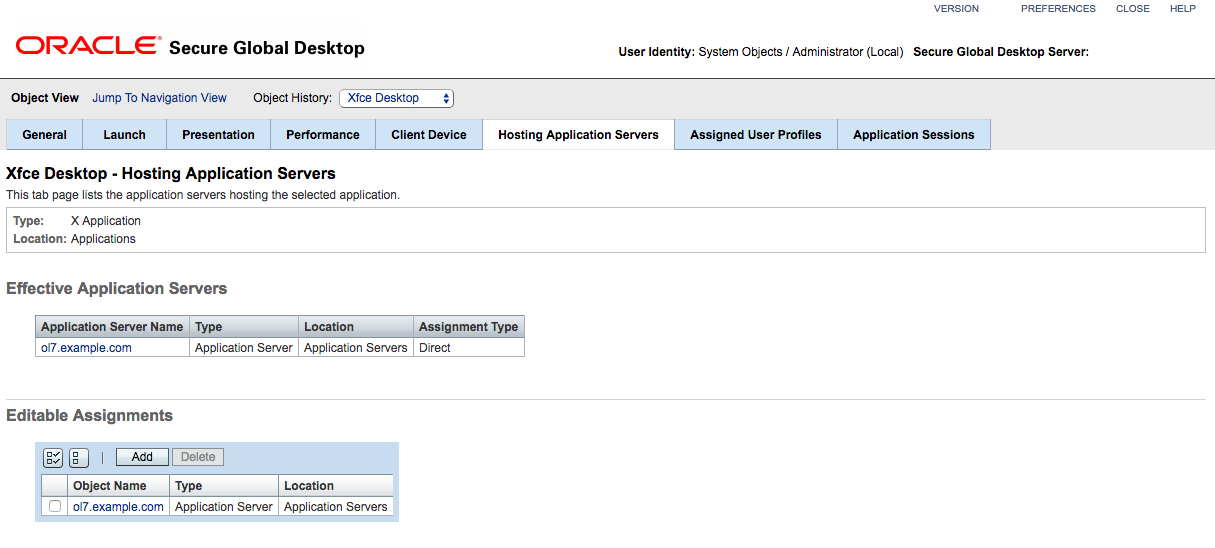 VERSION PREFERENCES CLOSE HELP
ORACLE Secure Global Desktop
User Identity: System Objects / Administrator (Local) Secure Global Desktop Server:
Object View Jump To Navigation View Object History: Xfce Desktop
General Launch Presentation Performance Client Device Hosting Application Servers Assigned User Profiles Application Sessions
Xfce Desktop - Hosting Application Servers
This tab page lists the application servers hosting the selected application.
Type: X Application
Location: Applications
Effective Application Servers
Application Server Name Type Location Assignment Type
ol7.example.com Application Server Application Servers Direct
Editable Assignments
Add Delete
Object Name Type Location
ol7.example.com Application Server Application Servers